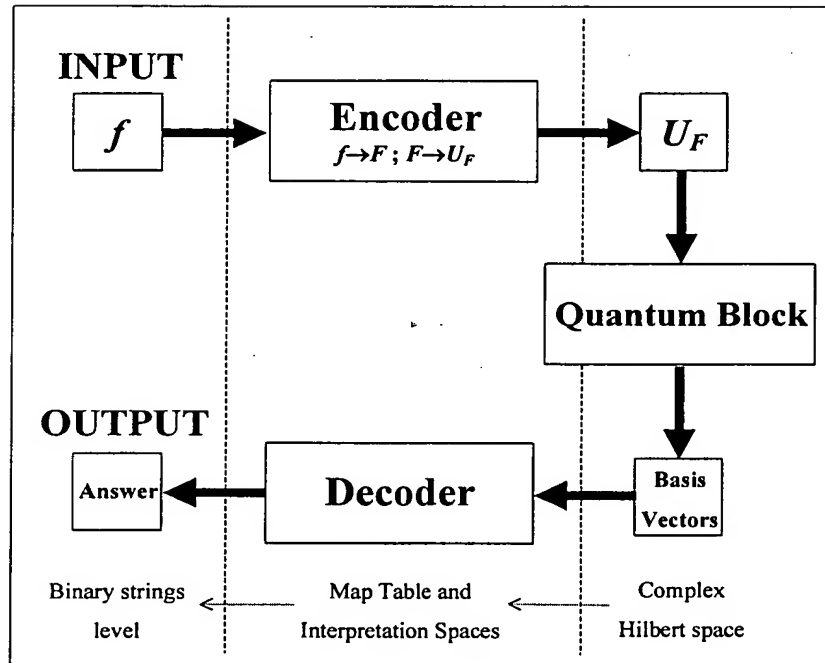 INPUT
f
Encoder
f→F ; F→U_F
U_F
Quantum Block
OUTPUT
Answer
Decoder
Basis
Vectors
Binary strings
level
Map Table and
Interpretation Spaces
Complex
Hilbert space